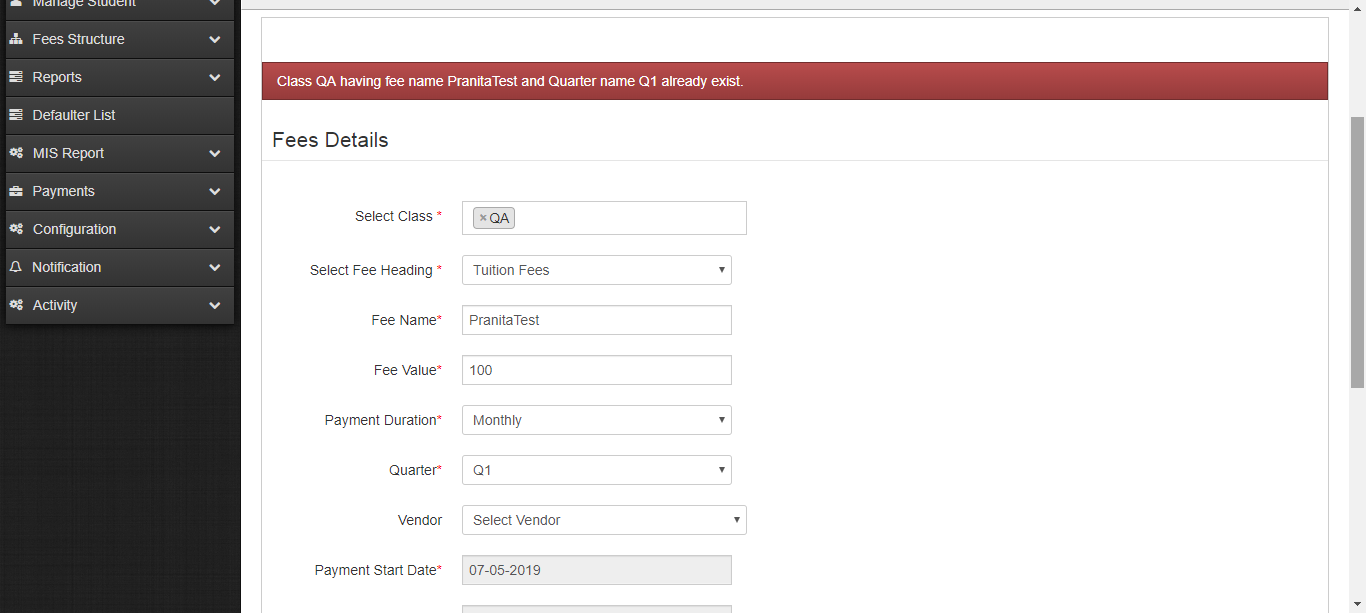 Manage Student
Fees Structure
Reports
Defaulter List
MIS Report
Payments
Configuration
Notification
Activity
Class QA having fee name PranitaTest and Quarter name Q1 already exist.
Fees Details
Select Class * × QA
Select Fee Heading * Tuition Fees
Fee Name* PranitaTest
Fee Value* 100
Payment Duration* Monthly
Quarter* Q1
Vendor Select Vendor
Payment Start Date* 07-05-2019